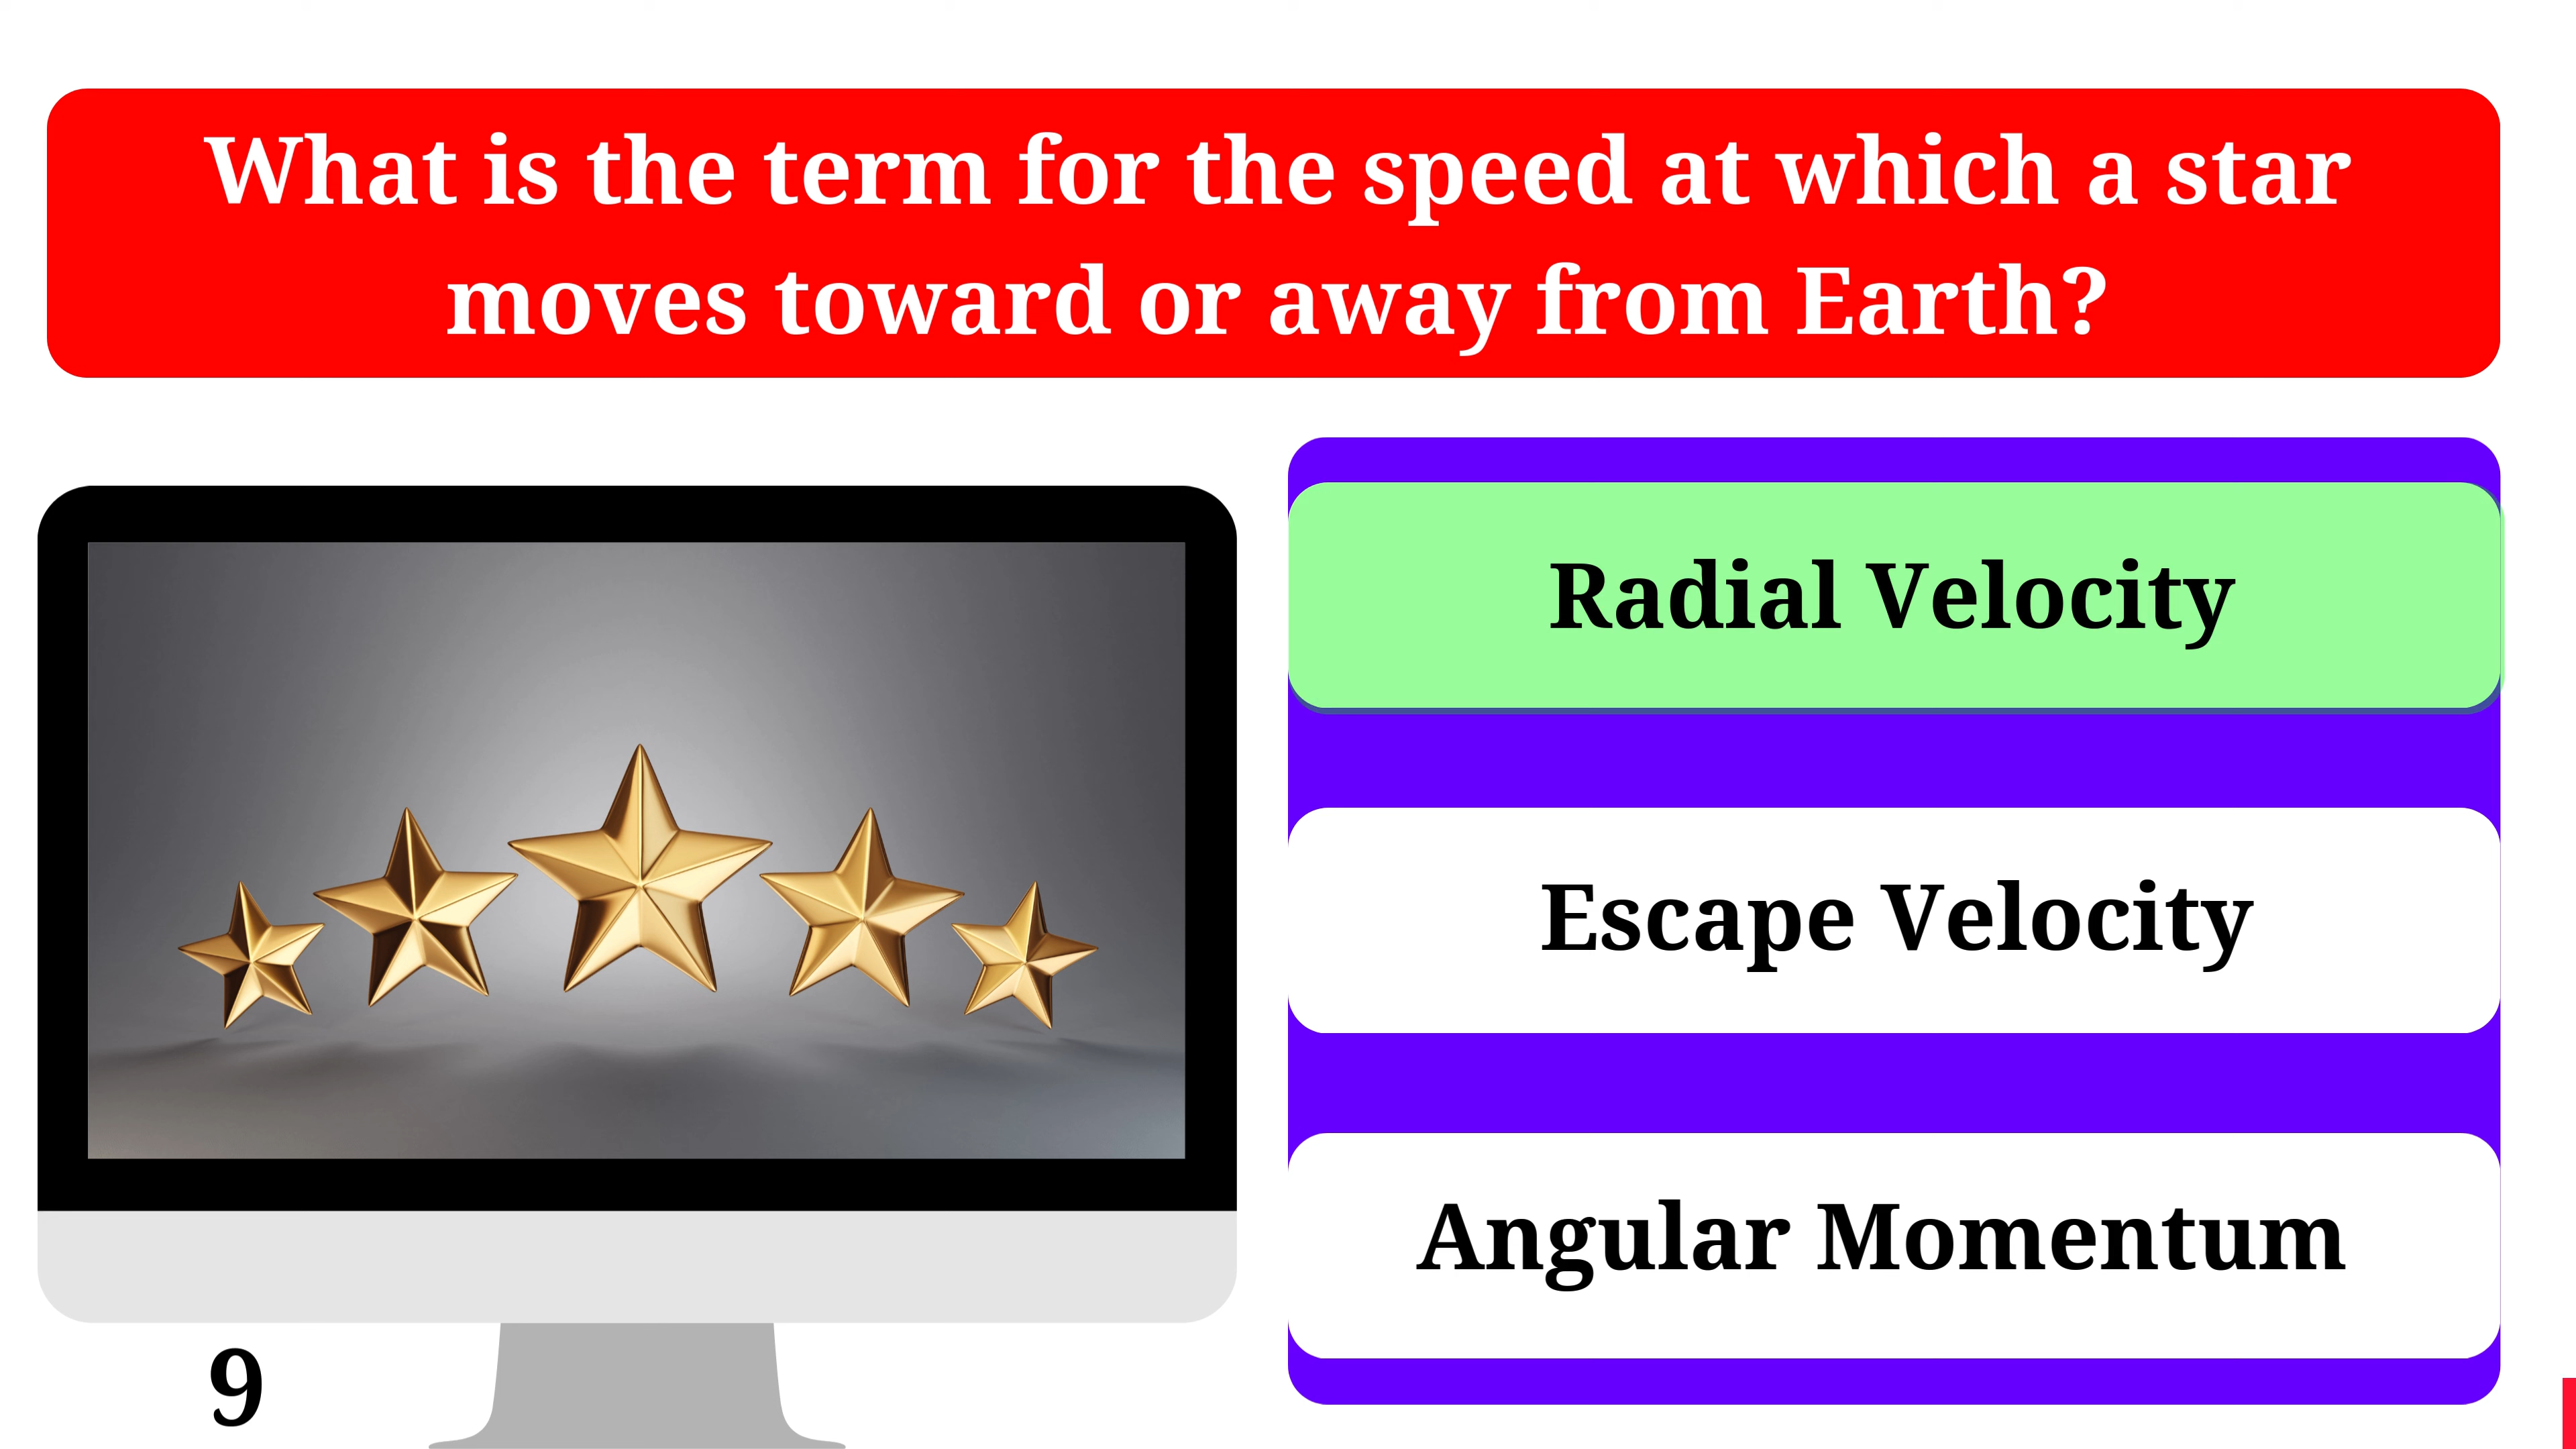 What is the term for the speed at which a star
moves toward or away from Earth?
Radial Velocity
Escape Velocity
Angular Momentum
9